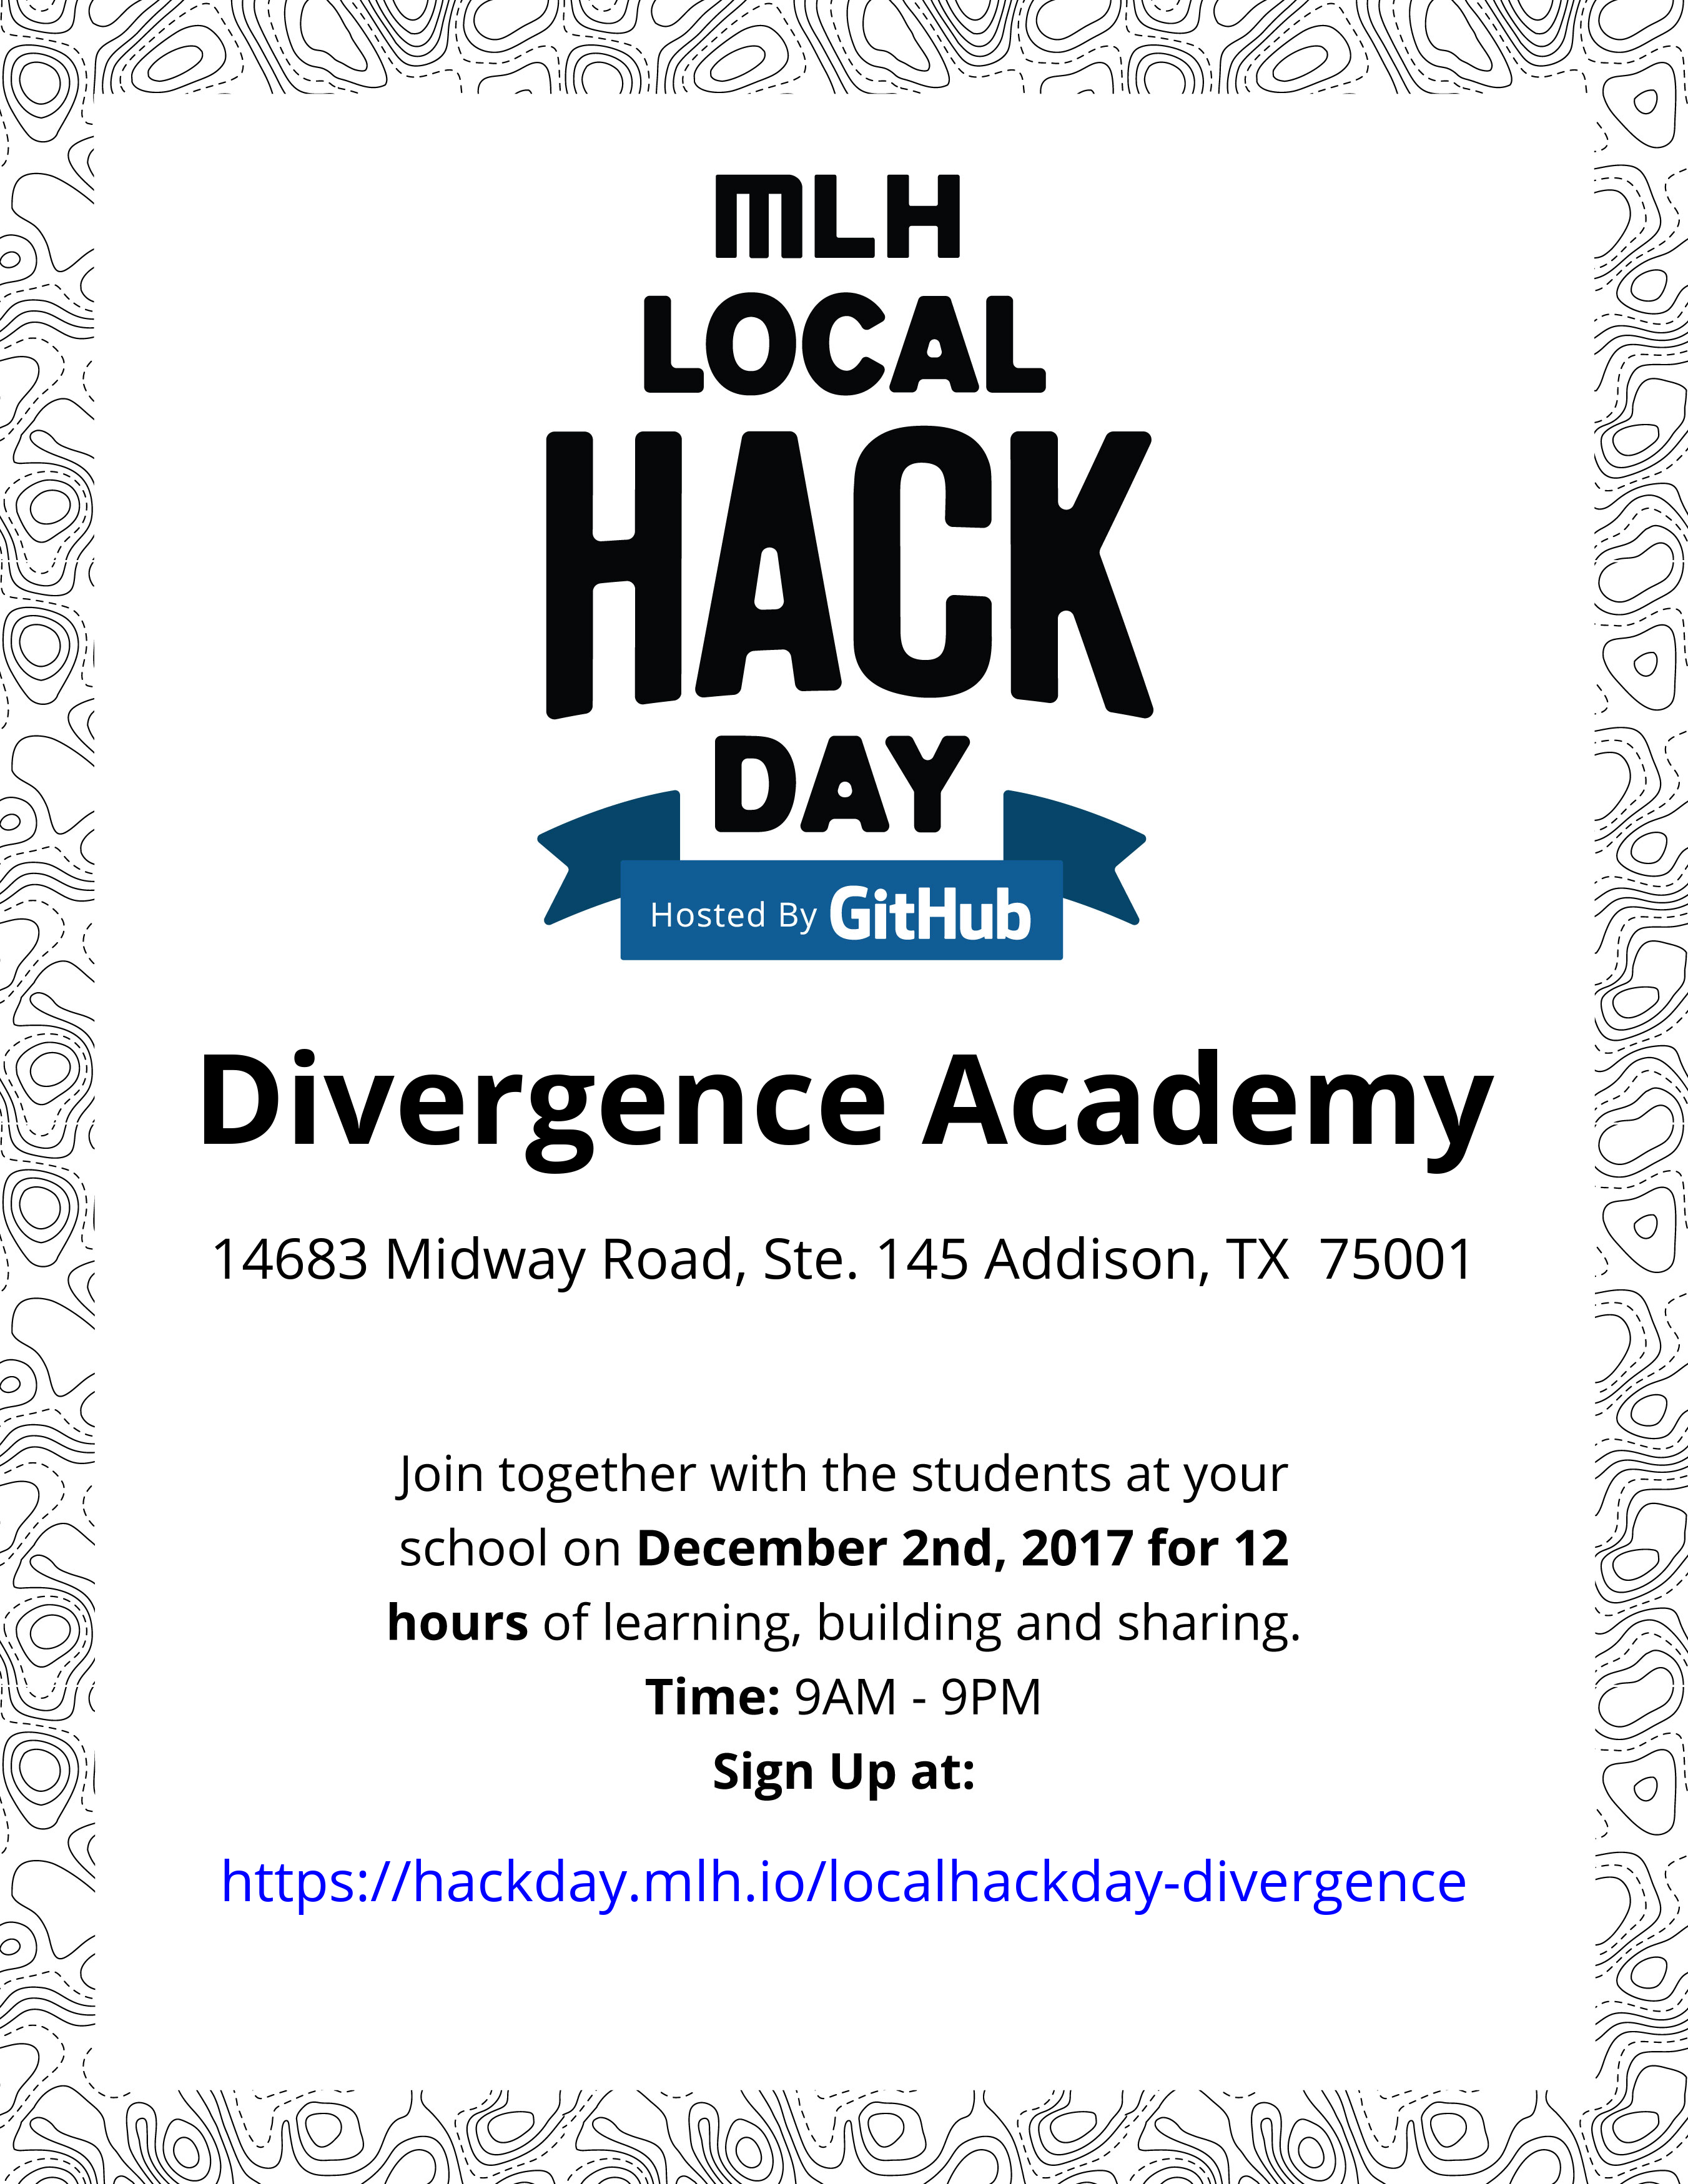 MLH
LOCAL
HACK
DAY
Hosted By GitHub
Divergence Academy
14683 Midway Road, Ste. 145 Addison, TX  75001
Join together with the students at your
school on December 2nd, 2017 for 12
hours of learning, building and sharing.
Time: 9AM - 9PM
Sign Up at:
https://hackday.mlh.io/localhackday-divergence